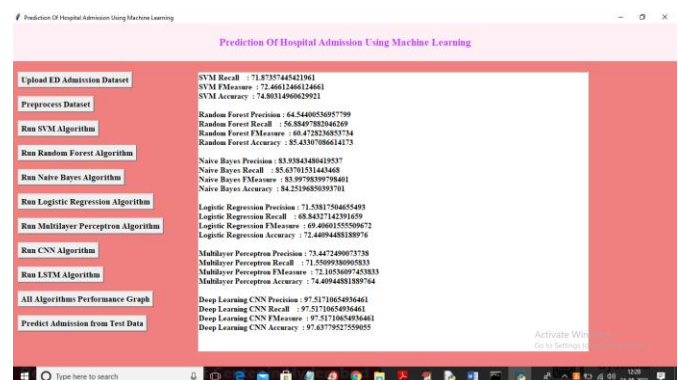 Prediction Of Hospital Admission Using Machine Learning
Prediction Of Hospital Admission Using Machine Learning
Upload ED Admission Dataset
Preprocess Dataset
Run SVM Algorithm
Run Random Forest Algorithm
Run Naive Bayes Algorithm
Run Logistic Regression Algorithm
Run Multilayer Perceptron Algorithm
Run CNN Algorithm
Run LSTM Algorithm
All Algorithms Performance Graph
Predict Admission from Test Data
SVM Recall : 71.87357445421961
SVM FMeasure : 72.46612466124661
SVM Accuracy : 74.80314960629921
Random Forest Precision : 64.54400536957799
Random Forest Recall : 56.88497882046269
Random Forest FMeasure : 60.4728236853734
Random Forest Accuracy : 85.43307086614173
Naive Bayes Precision : 83.93843480419537
Naive Bayes Recall : 85.63701531443468
Naive Bayes FMeasure : 83.99798399798401
Naive Bayes Accuracy : 84.25196850393701
Logistic Regression Precision : 71.53817504655493
Logistic Regression Recall : 68.84327142391659
Logistic Regression FMeasure : 69.40601555509672
Logistic Regression Accuracy : 72.44094488188976
Multilayer Perceptron Precision : 73.4472490073738
Multilayer Perceptron Recall : 71.55099380905833
Multilayer Perceptron FMeasure : 72.10536097453833
Multilayer Perceptron Accuracy : 74.40944881889764
Deep Learning CNN Precision : 97.51710654936461
Deep Learning CNN Recall : 97.51710654936461
Deep Learning CNN FMeasure : 97.51710654936461
Deep Learning CNN Accuracy : 97.63779527559055
Activate Win
Go to Settings to
Type here to search
12:28